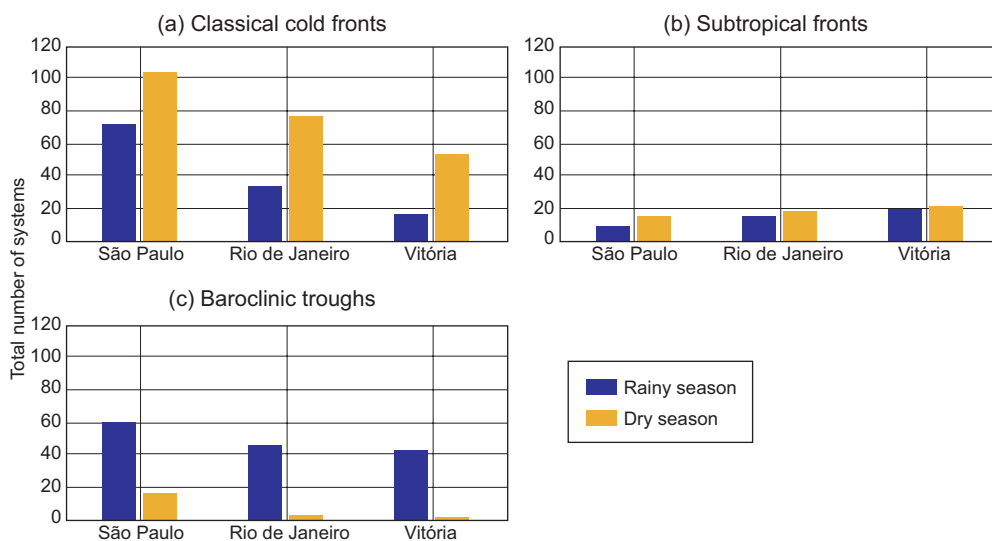 (a) Classical cold fronts
120
100
80
60
40
20
0
São Paulo Rio de Janeiro Vitória
(b) Subtropical fronts
120
100
80
60
40
20
0
São Paulo Rio de Janeiro Vitória
Total number of systems
(c) Baroclinic troughs
120
100
80
60
40
20
0
São Paulo Rio de Janeiro Vitória
Rainy season
Dry season